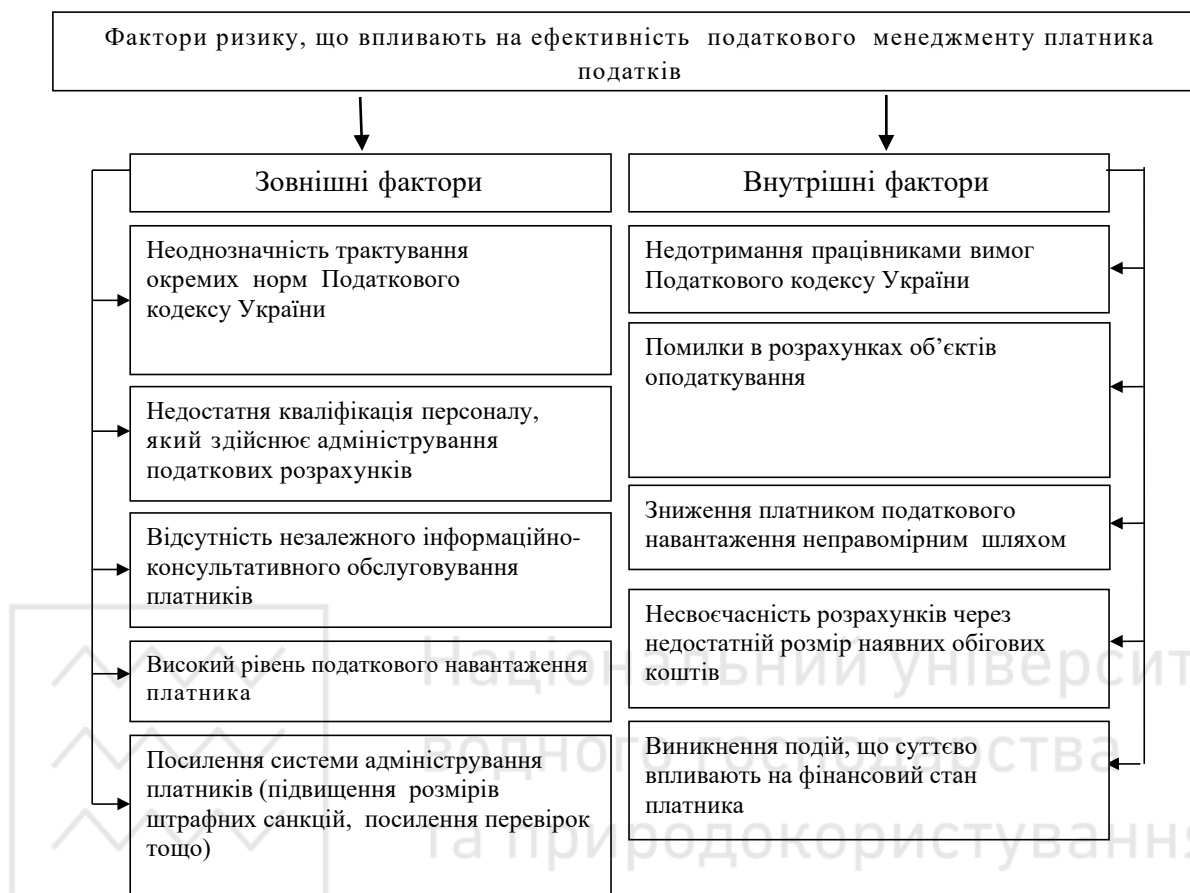 Фактори ризику, що впливають на ефективність податкового менеджменту платника
податків
Зовнішні фактори
Неоднозначність трактування
окремих норм Податкового
кодексу України
Недостатня кваліфікація персоналу,
який здійснює адміністрування
податкових розрахунків
Відсутність незалежного інформаційно-
консультативного обслуговування
платників
Високий рівень податкового навантаження
платника
Посилення системи адміністрування
платників (підвищення розмірів
штрафних санкцій, посилення перевірок
тощо)
Внутрішні фактори
Недотримання працівниками вимог
Податкового кодексу України
Помилки в розрахунках об’єктів
оподаткування
Зниження платником податкового
навантаження неправомірним шляхом
Несвоєчасність розрахунків через
недостатній розмір наявних обігових
коштів
Виникнення подій, що суттєво
впливають на фінансовий стан
платника
Національний університ
водного господарства
та природокористування